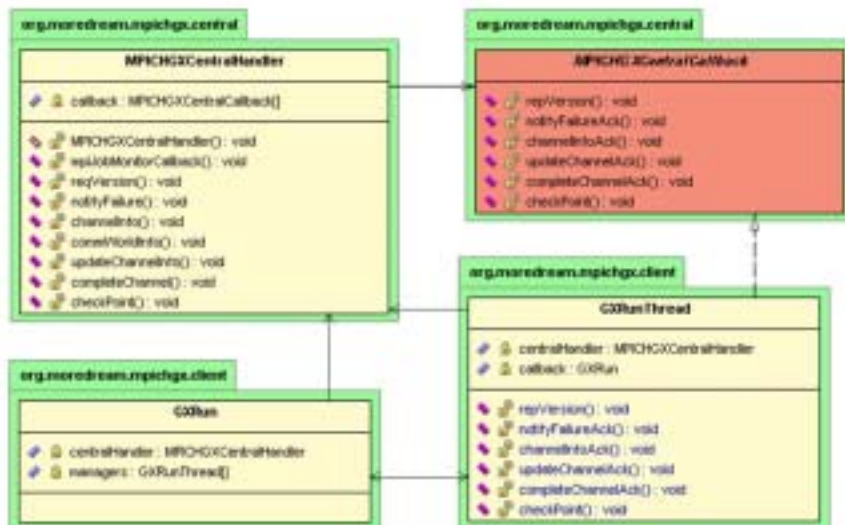 org.moredream.mpichgx.central
MPICHGXCentralHandler
callback : MPICHGXCentralCallback[]
MPICHGXCentralHandler() : void
repJobMonitorCallback() : void
reqVersion() : void
notifyFailure() : void
channelInfo() : void
commWorldInfo() : void
updateChannelInfo() : void
completeChannel() : void
checkPoint() : void
org.moredream.mpichgx.central
MPICHGXCentralCallback
repVersion() : void
notifyFailureAck() : void
channelInfoAck() : void
updateChannelAck() : void
completeChannelAck() : void
checkPoint() : void
org.moredream.mpichgx.client
GXRunThread
centralHandler : MPICHGXCentralHandler
callback : GXRun
repVersion() : void
notifyFailureAck() : void
channelInfoAck() : void
updateChannelAck() : void
completeChannelAck() : void
checkPoint() : void
org.moredream.mpichgx.client
GXRun
centralHandler : MPICHGXCentralHandler
managers : GXRunThread[]